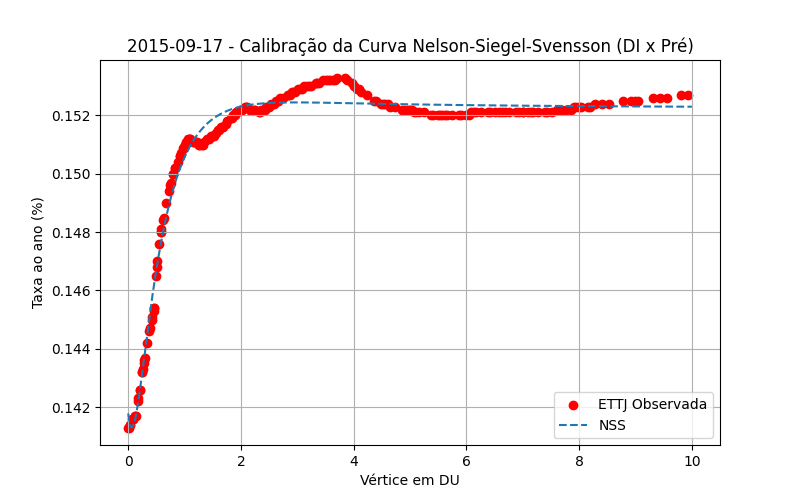 2015-09-17 - Calibração da Curva Nelson-Siegel-Svensson (DI x Pré)
Taxa ao ano (%)
0.152
0.150
0.148
0.146
0.144
0.142
ETTJ Observada
NSS
0 2 4 6 8 10
Vértice em DU